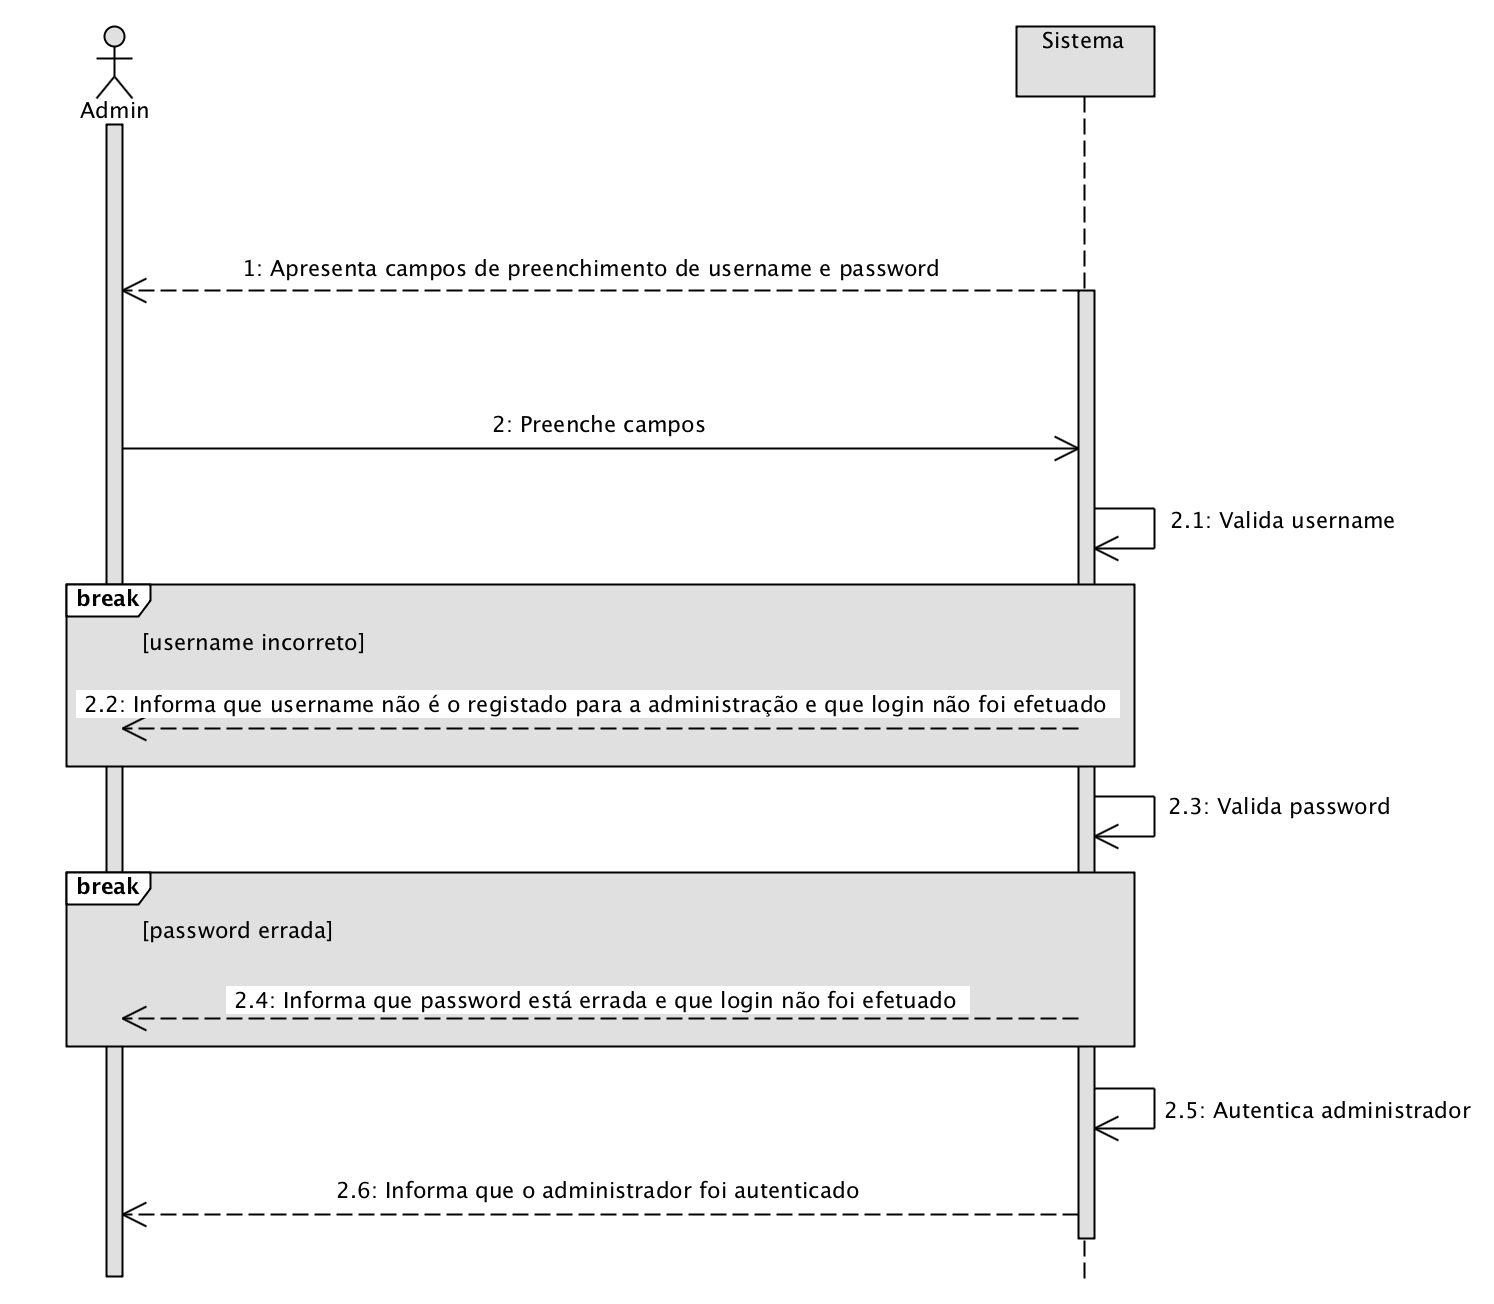 Admin
Sistema
1: Apresenta campos de preenchimento de username e password
2: Preenche campos
2.1: Valida username
break
[username incorreto]
2.2: Informa que username não é o registado para a administração e que login não foi efetuado
2.3: Valida password
break
[password errada]
2.4: Informa que password está errada e que login não foi efetuado
2.5: Autentica administrador
2.6: Informa que o administrador foi autenticado